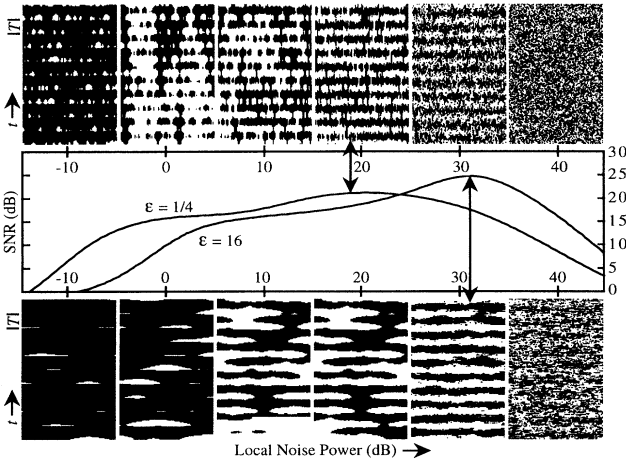 |T|
t
-10 0 10 20 30 40
30
25
20
15
10
5
0
SNR (dB)
ε = 1/4
ε = 16
-10 0 10 20 30 40
|T|
t
Local Noise Power (dB)